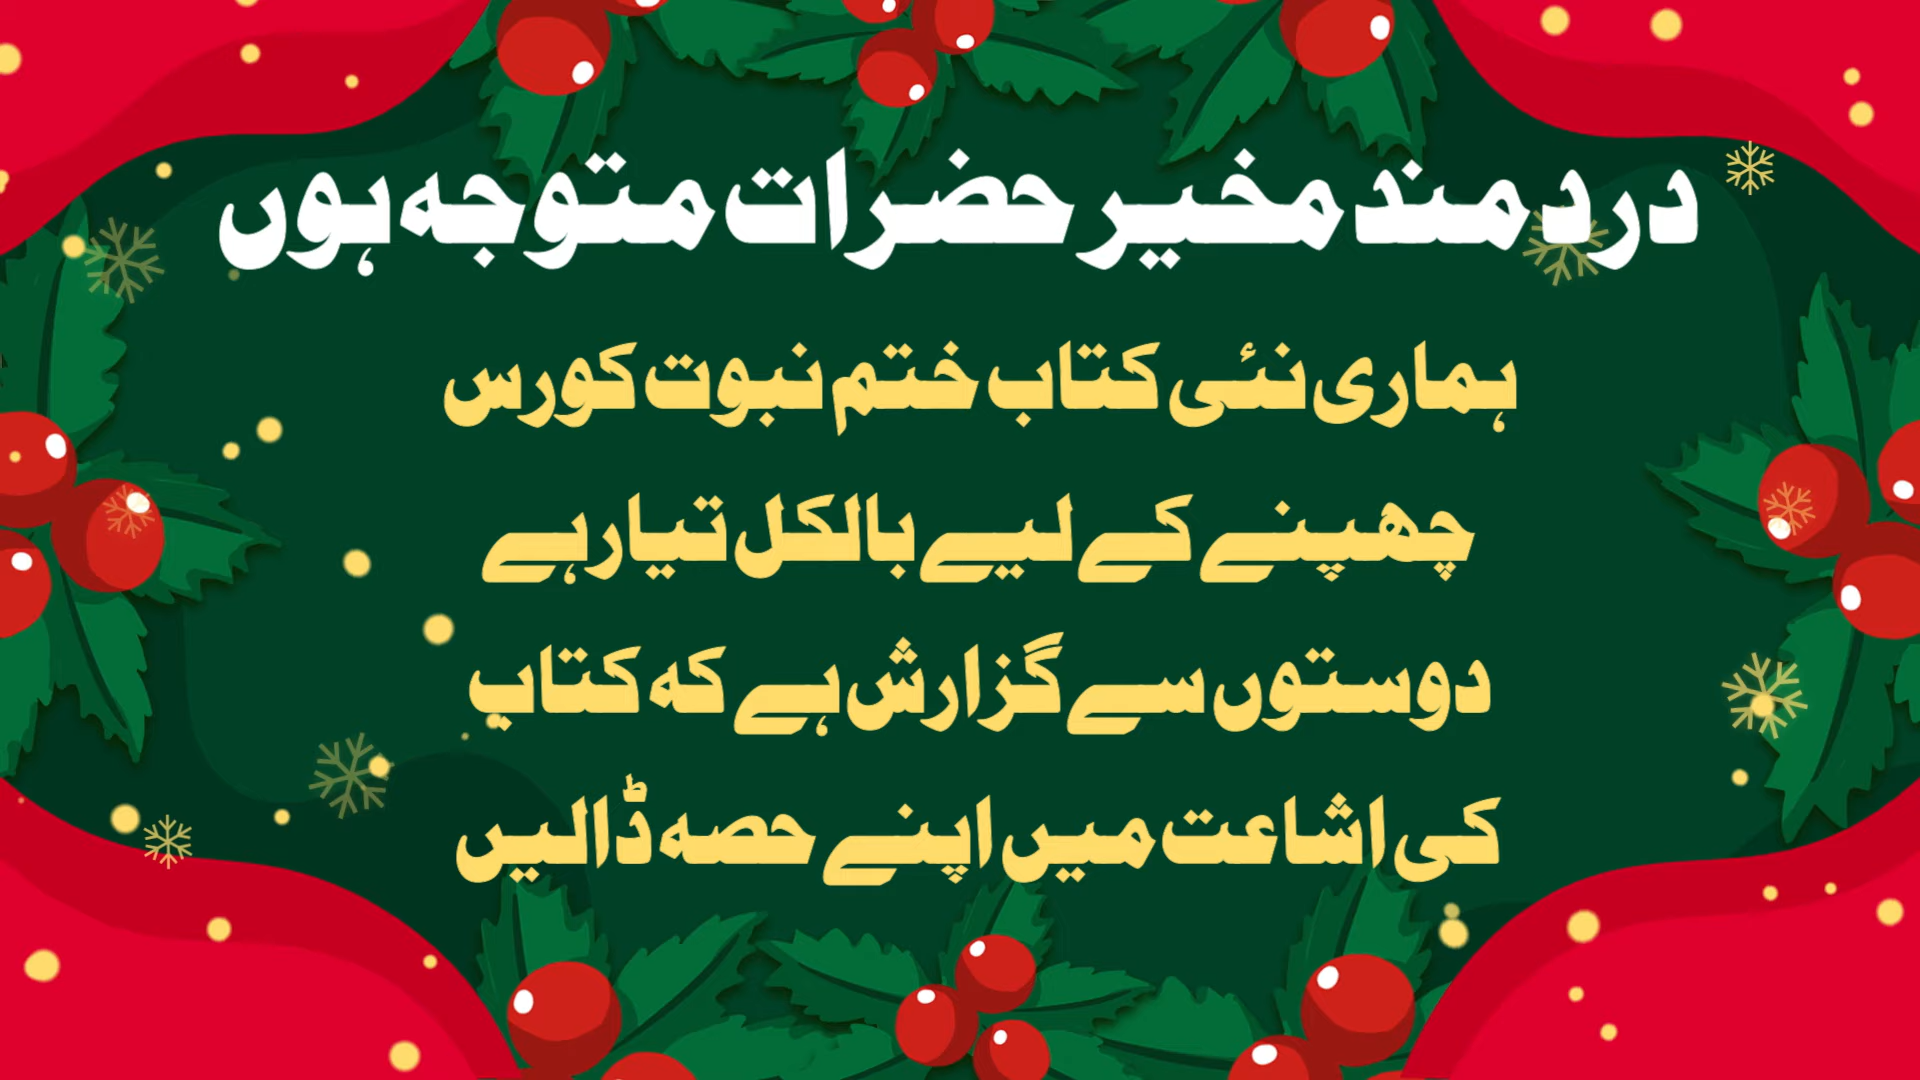 درد مند مخیر حضرات متوجہ ہوں
ہماری نئی کتاب ختم نبوت کورس
چھپنے کے لیے بالکل تیار ہے
دوستوں سے گزارش ہے کہ کتاب
کی اشاعت میں اپنے حصہ ڈالیں